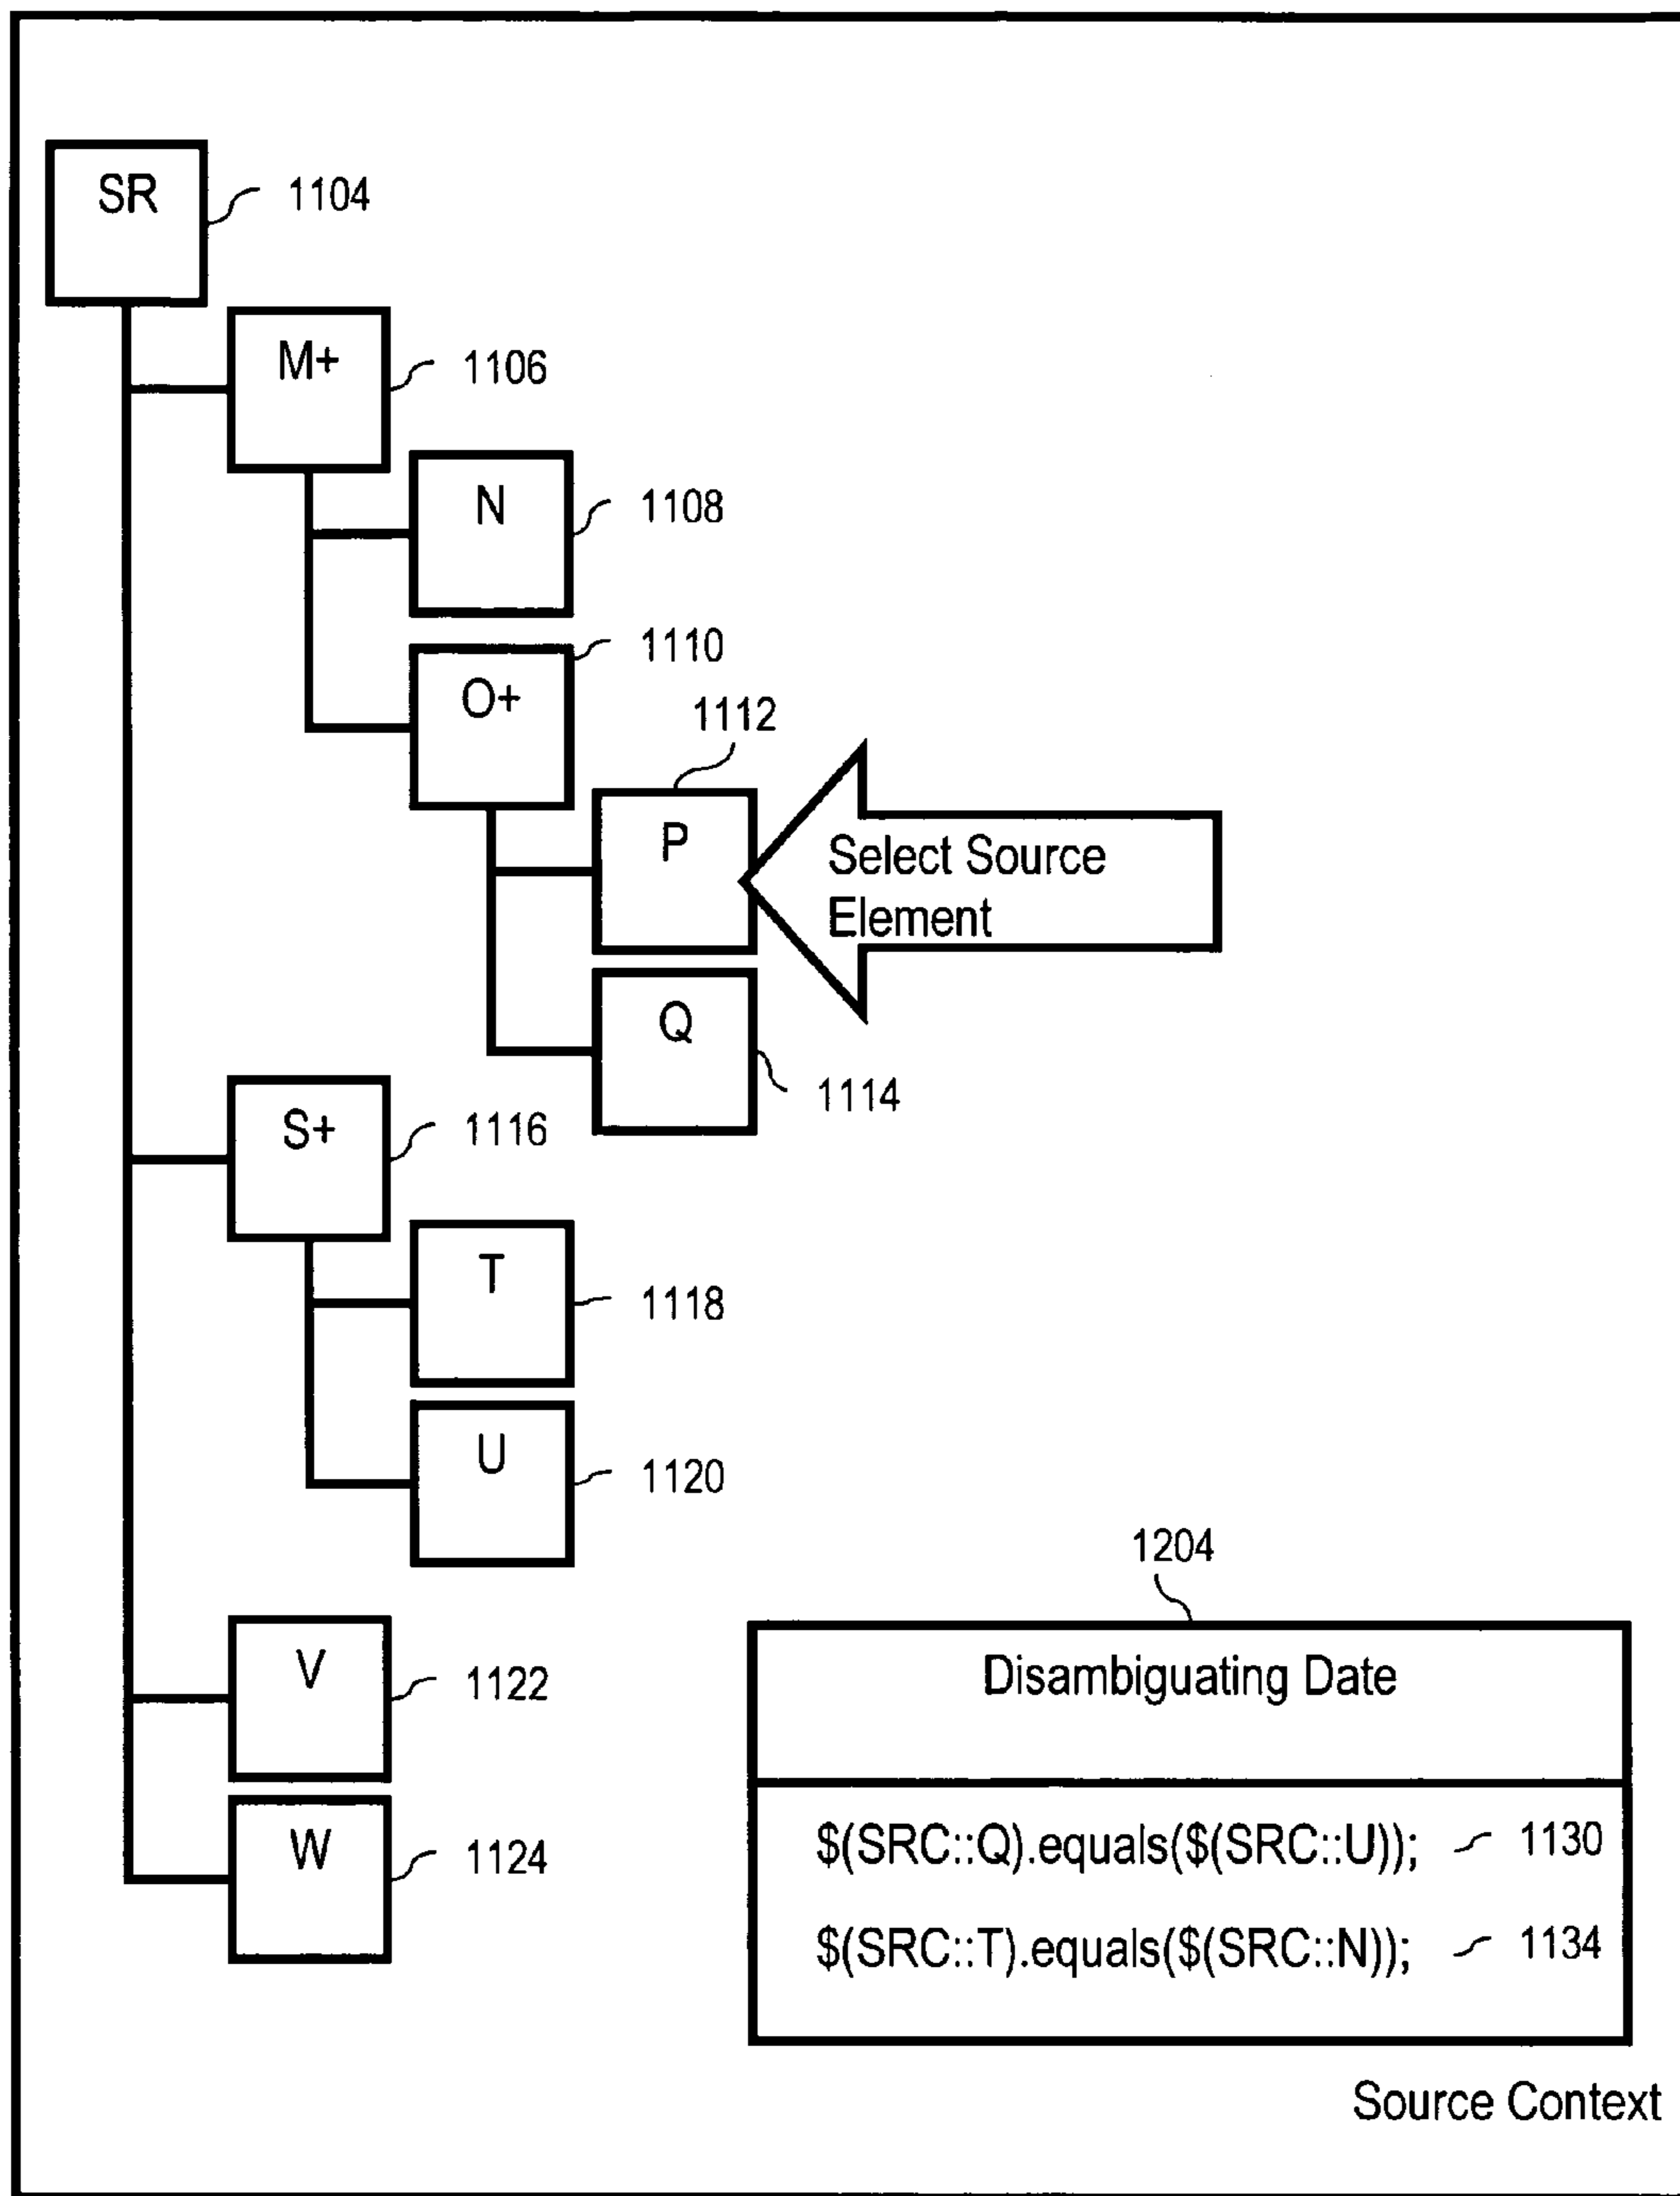 SR
1104
M+
1106
N
1108
1110
O+
1112
P
Select Source
Element
Q
1114
S+
1116
T
1118
U
1120
1204
V
1122
Disambiguating Date
W
1124
$(SRC::Q).equals($(SRC::U));
1130
$(SRC::T).equals($(SRC::N));
1134
Source Context